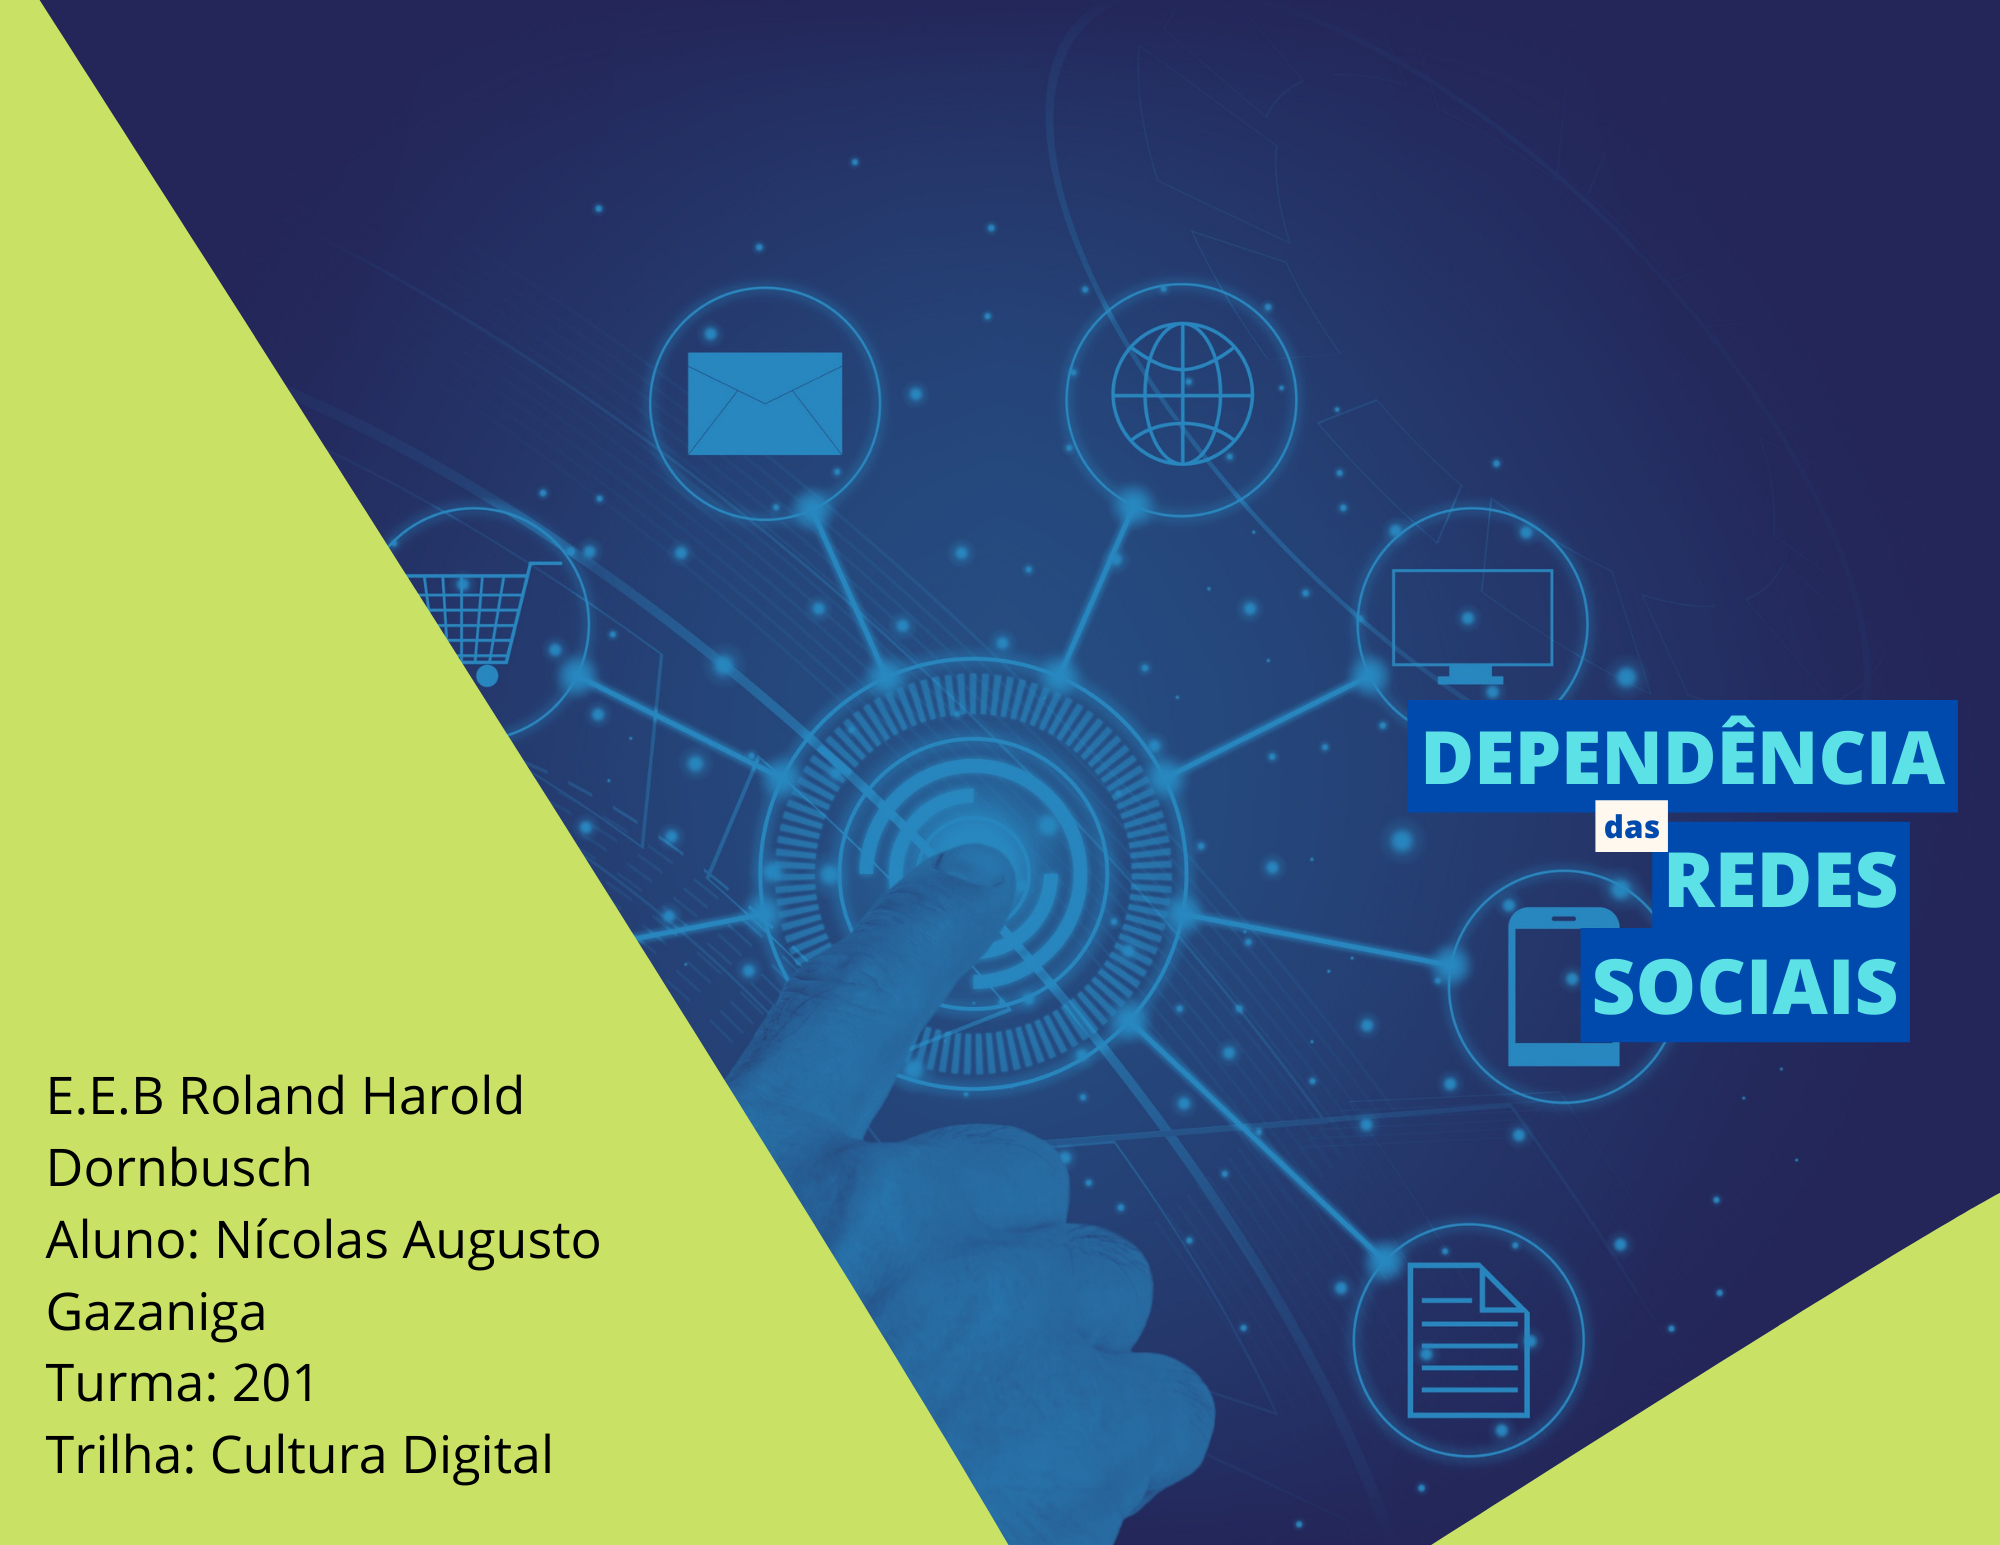 DEPENDÊNCIA
das
REDES
SOCIAIS
E.E.B Roland Harold
Dornbusch
Aluno: Nícolas Augusto
Gazaniga
Turma: 201
Trilha: Cultura Digital